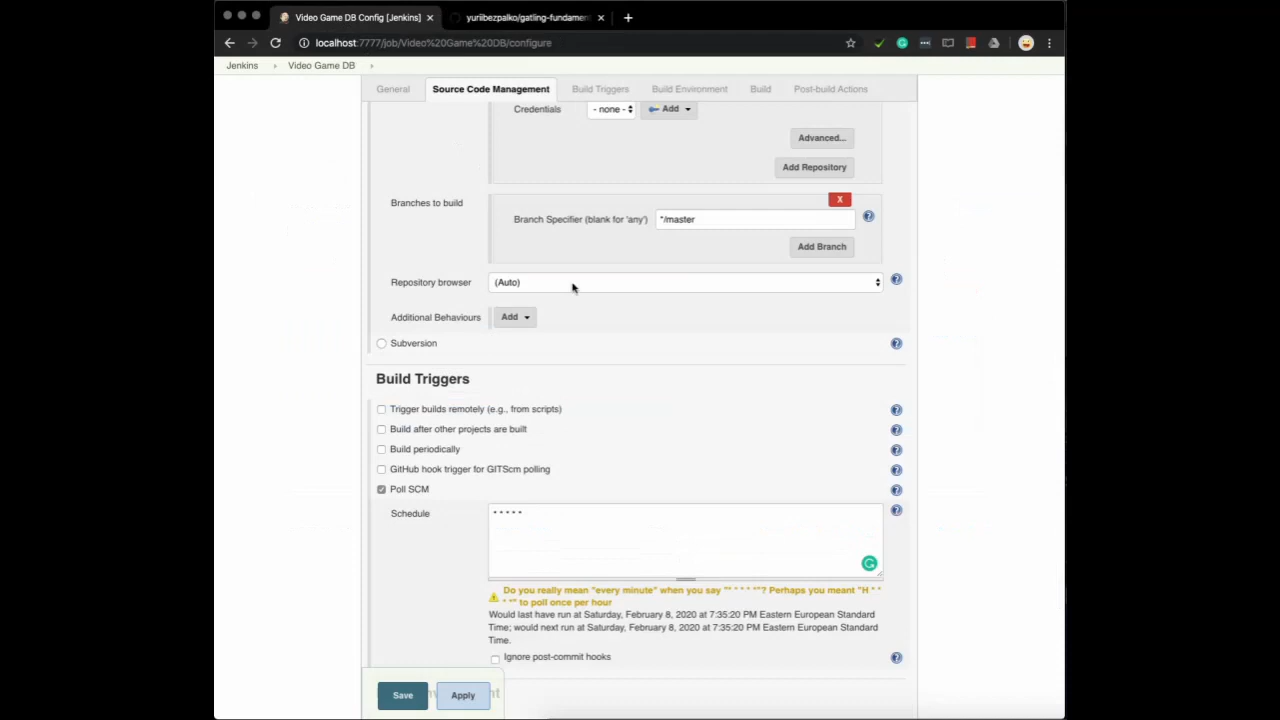 Video Game DB Config [Jenkins]
yuriibezpalko/gatling-fundamen
localhost:7777/job/Video%20Game%20DB/configure
Jenkins
Video Game DB
General
Source Code Management
Build Triggers
Build Environment
Build
Post-build Actions
Credentials
- none -
Add
Advanced...
Add Repository
Branches to build
X
Branch Specifier (blank for 'any')
*/master
Add Branch
Repository browser
(Auto)
Additional Behaviours
Add
Subversion
Build Triggers
Trigger builds remotely (e.g., from scripts)
Build after other projects are built
Build periodically
GitHub hook trigger for GITScm polling
Poll SCM
Schedule
* * * * *
Do you really mean "every minute" when you say "* * * * *"? Perhaps you meant "H * *
* *" to poll once per hour
Would last have run at Saturday, February 8, 2020 at 7:35:20 PM Eastern European Standard
Time; would next run at Saturday, February 8, 2020 at 7:35:20 PM Eastern European Standard
Time.
Ignore post-commit hooks
Save
Apply